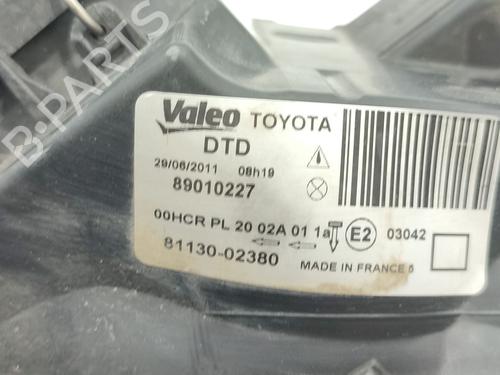 B-PARTS
Valeo TOYOTA
DTD
29/06/2011 08h19
89010227
00HCR PL 20 02A 01 1a E2 03042
81130-02380
MADE IN FRANCE 5